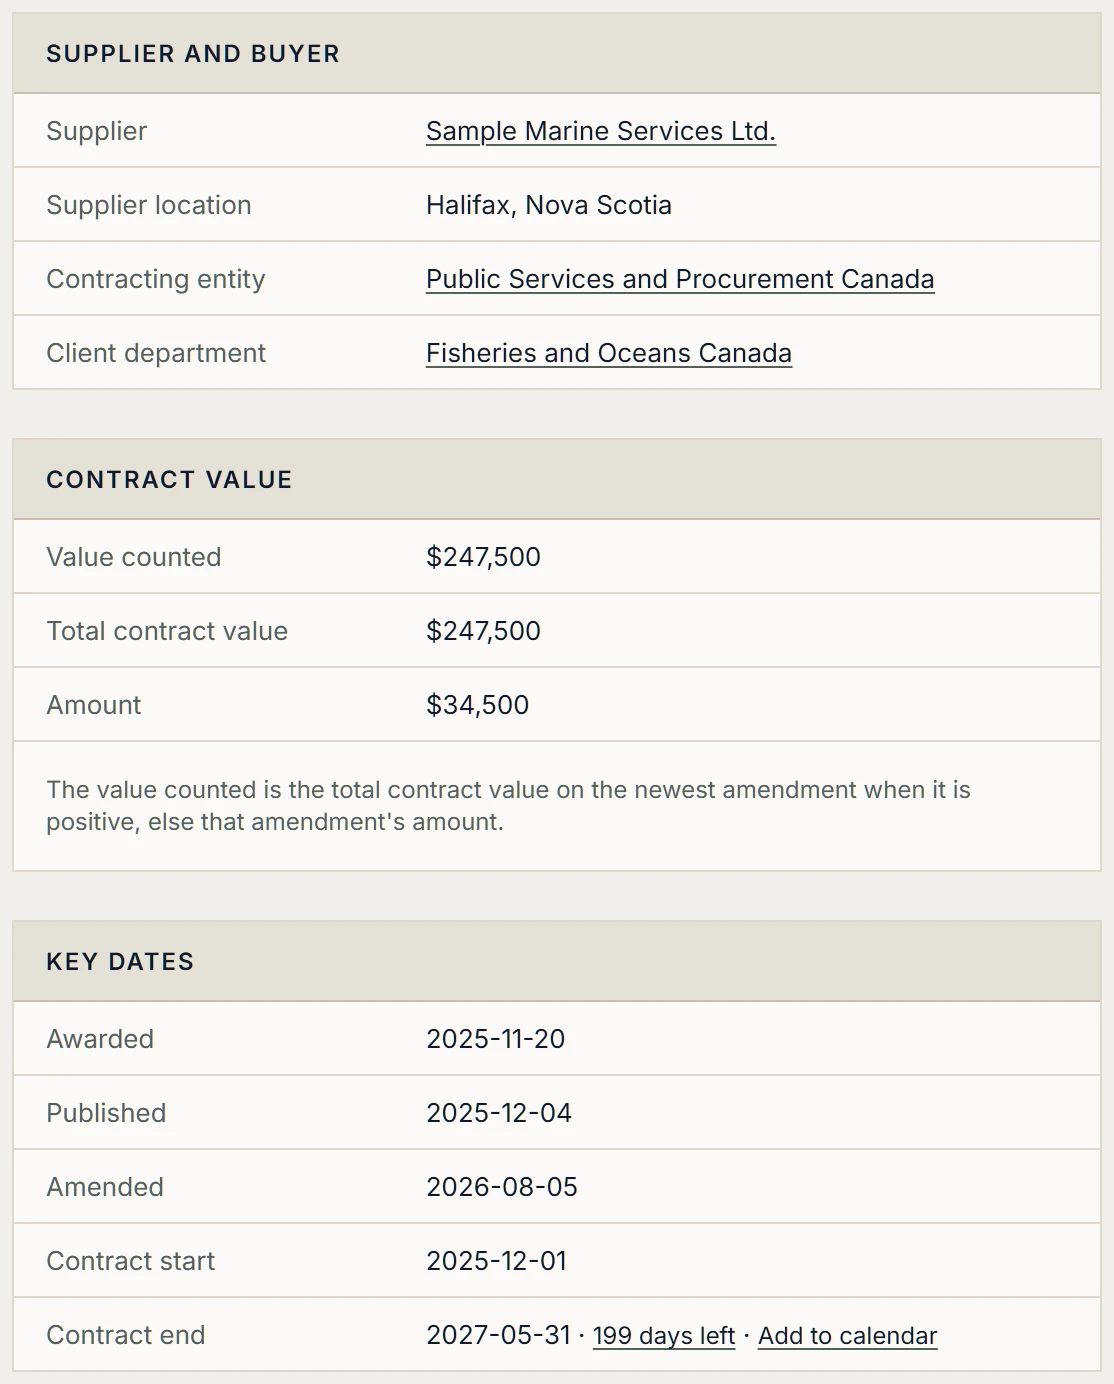 SUPPLIER AND BUYER
Supplier Sample Marine Services Ltd.
Supplier location Halifax, Nova Scotia
Contracting entity Public Services and Procurement Canada
Client department Fisheries and Oceans Canada
CONTRACT VALUE
Value counted $247,500
Total contract value $247,500
Amount $34,500
The value counted is the total contract value on the newest amendment when it is
positive, else that amendment's amount.
KEY DATES
Awarded 2025-11-20
Published 2025-12-04
Amended 2026-08-05
Contract start 2025-12-01
Contract end 2027-05-31 · 199 days left · Add to calendar